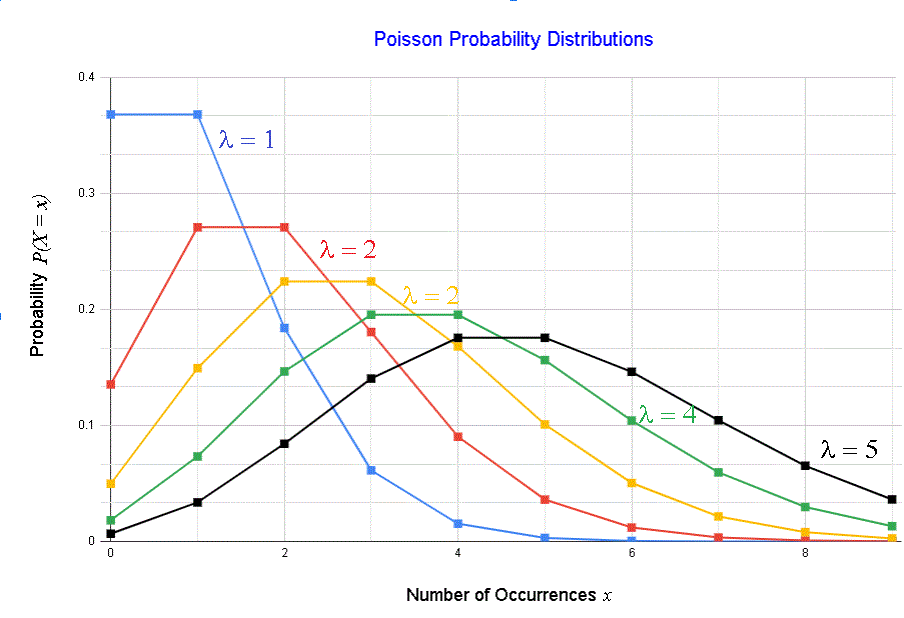 Poisson Probability Distributions
0.4
λ = 1
0.3
Probability P(X = x)
λ = 2
λ = 2
0.2
λ = 4
0.1
λ = 5
0
0 2 4 6 8
Number of Occurrences x